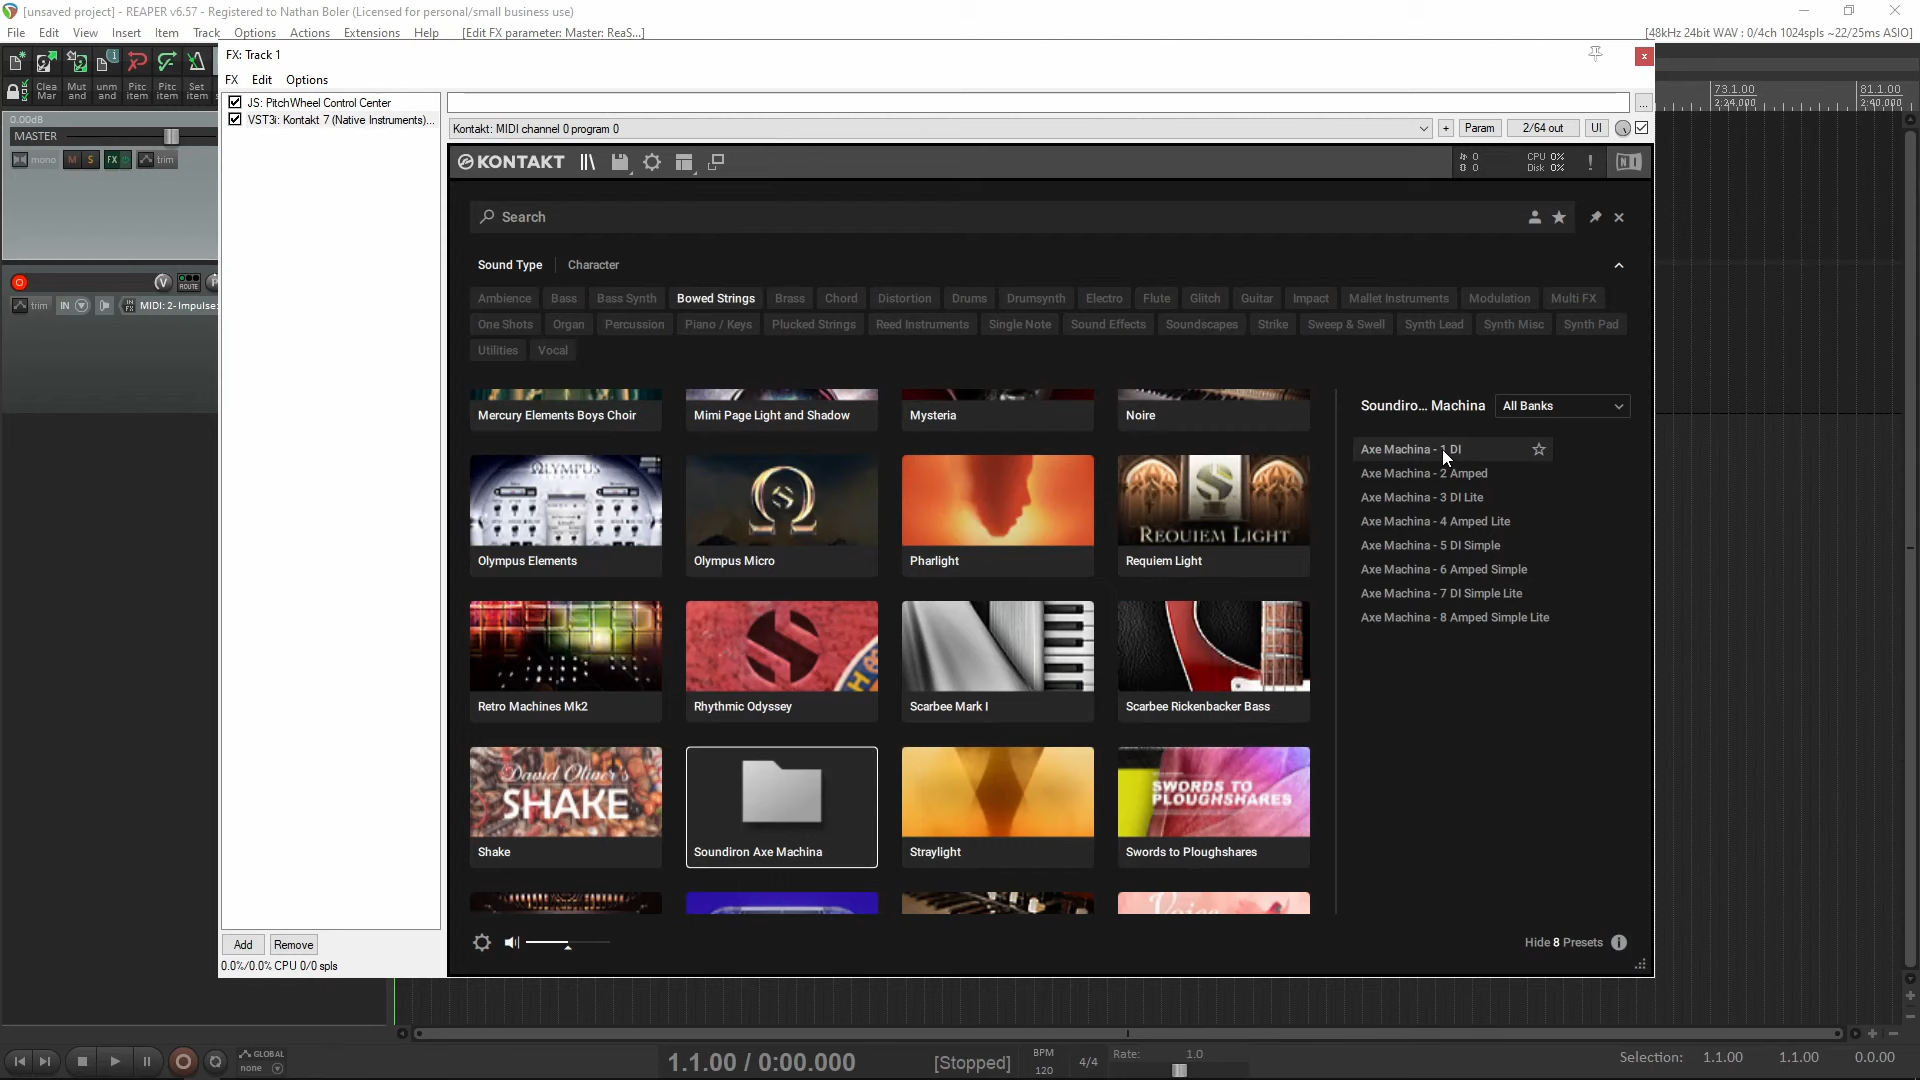 [unsaved project] - REAPER v6.57 - Registered to Nathan Boler (Licensed for personal/small business use)
File Edit View Insert Item Track Options Actions Extensions Help [Edit FX parameter: Master: ReaS...]
[48kHz 24bit WAV : 0/4ch 1024spls ~22/25ms ASIO]
FX: Track 1
FX Edit Options
Clea Mar
Mut and
unm and
Pitc item
Pitc item
Set item
73.1.00
2:24.000
81.1.00
2:40.000
JS: PitchWheel Control Center
VST3i: Kontakt 7 (Native Instruments)...
...
0.00dB
MASTER
mono M S FX trim
Kontakt: MIDI channel 0 program 0
+ Param 2/64 out UI
KONTAKT
0
0
CPU 0%
Disk 0%
!
NI
Search
Sound Type Character
V ROUTE
trim IN IN FX MIDI: 2- Impulse:
Ambience Bass Bass Synth Bowed Strings Brass Chord Distortion Drums Drumsynth Electro Flute Glitch Guitar Impact Mallet Instruments Modulation Multi FX
One Shots Organ Percussion Piano / Keys Plucked Strings Reed Instruments Single Note Sound Effects Soundscapes Strike Sweep & Swell Synth Lead Synth Misc Synth Pad
Utilities Vocal
Mercury Elements Boys Choir
Mimi Page Light and Shadow
Mysteria
Noire
OLYMPUS
REQUIEM LIGHT
Olympus Elements
Olympus Micro
Pharlight
Requiem Light
Retro Machines Mk2
Rhythmic Odyssey
Scarbee Mark I
Scarbee Rickenbacker Bass
David Oliver's
SHAKE
SWORDS TO
PLOUGHSHARES
Shake
Soundiron Axe Machina
Straylight
Swords to Ploughshares
Voice
Soundiro... Machina All Banks
Axe Machina - 1 DI
Axe Machina - 2 Amped
Axe Machina - 3 DI Lite
Axe Machina - 4 Amped Lite
Axe Machina - 5 DI Simple
Axe Machina - 6 Amped Simple
Axe Machina - 7 DI Simple Lite
Axe Machina - 8 Amped Simple Lite
Hide 8 Presets
Add Remove
0.0%/0.0% CPU 0/0 spls
GLOBAL
none
1.1.00 / 0:00.000
[Stopped]
BPM
120
4/4
Rate: 1.0
Selection: 1.1.00 1.1.00 0.0.00